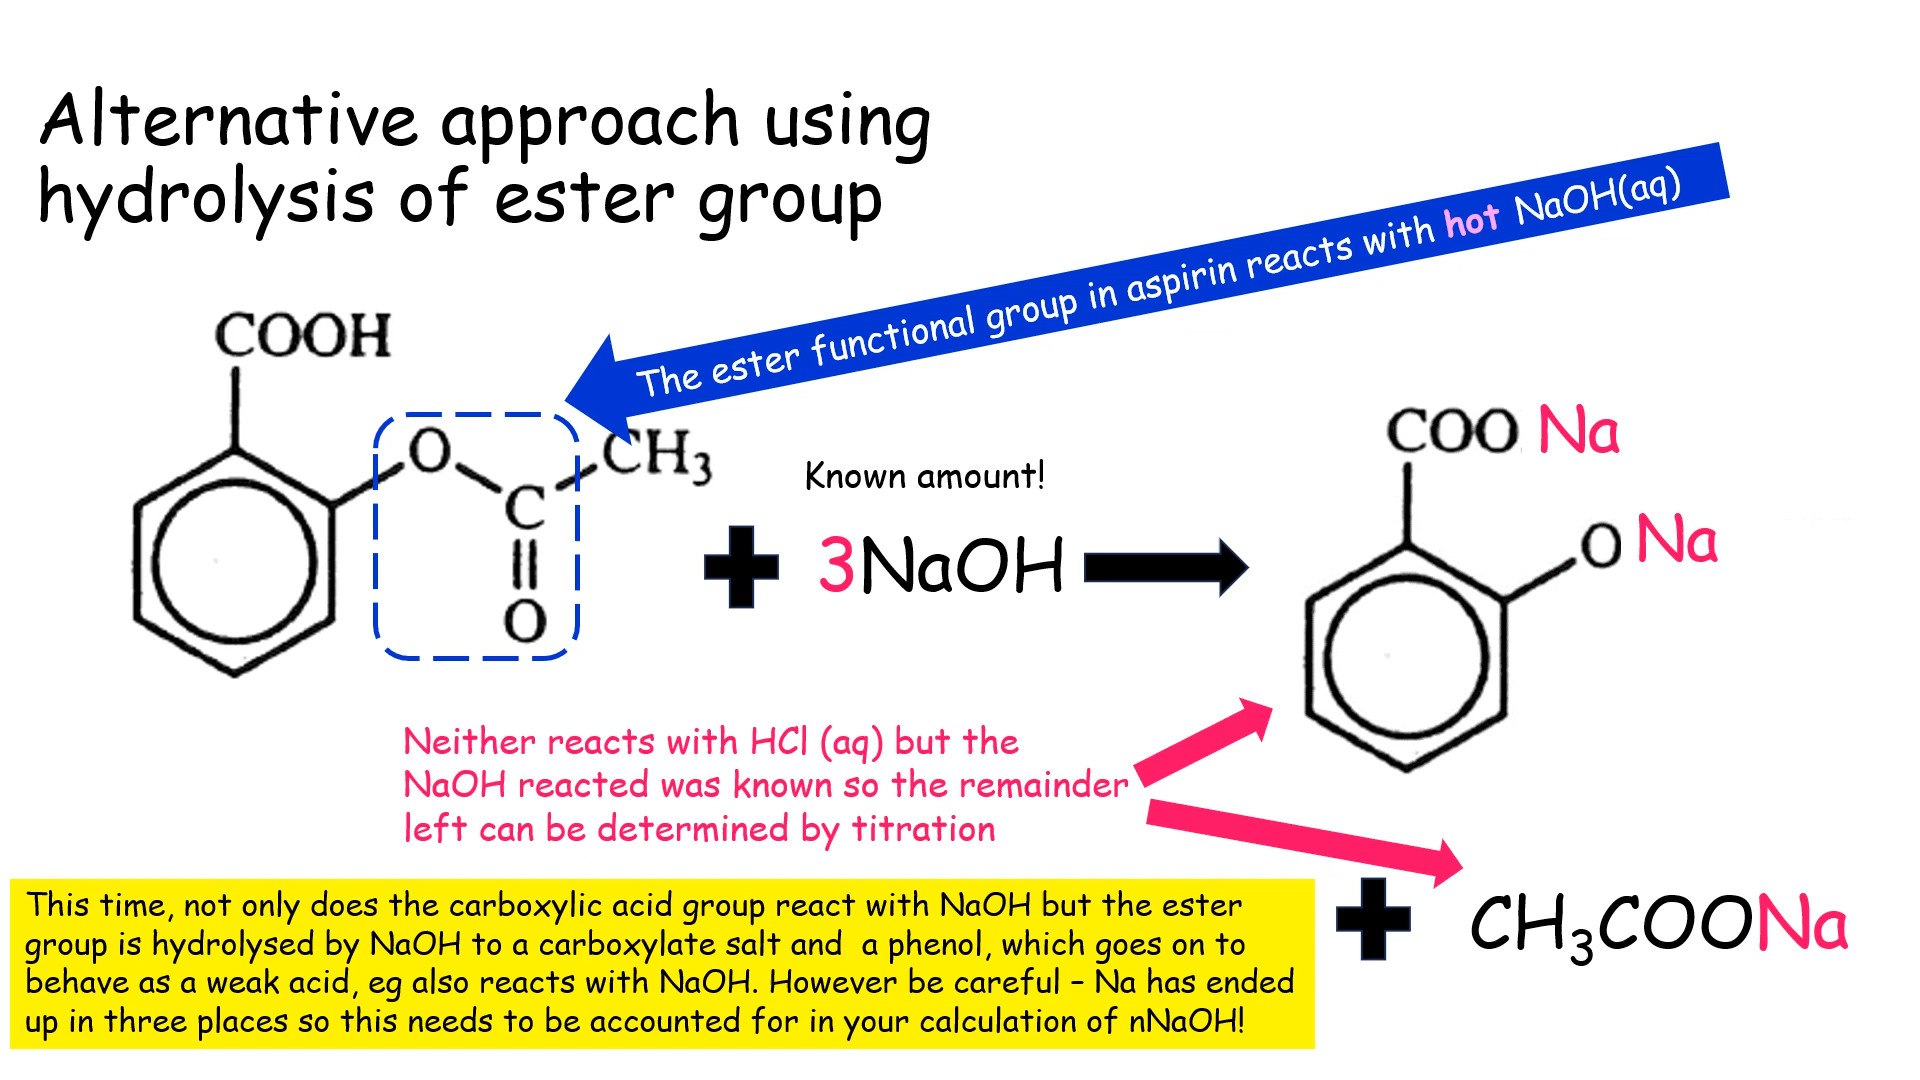 Alternative approach using
hydrolysis of ester group
The ester functional group in aspirin reacts with hot NaOH(aq)
COOH
O
CH₃
C
O
Known amount!
3NaOH
COO Na
O Na
Neither reacts with HCl (aq) but the
NaOH reacted was known so the remainder
left can be determined by titration
This time, not only does the carboxylic acid group react with NaOH but the ester
group is hydrolysed by NaOH to a carboxylate salt and  a phenol, which goes on to
behave as a weak acid, eg also reacts with NaOH. However be careful – Na has ended
up in three places so this needs to be accounted for in your calculation of nNaOH!
CH₃COONa